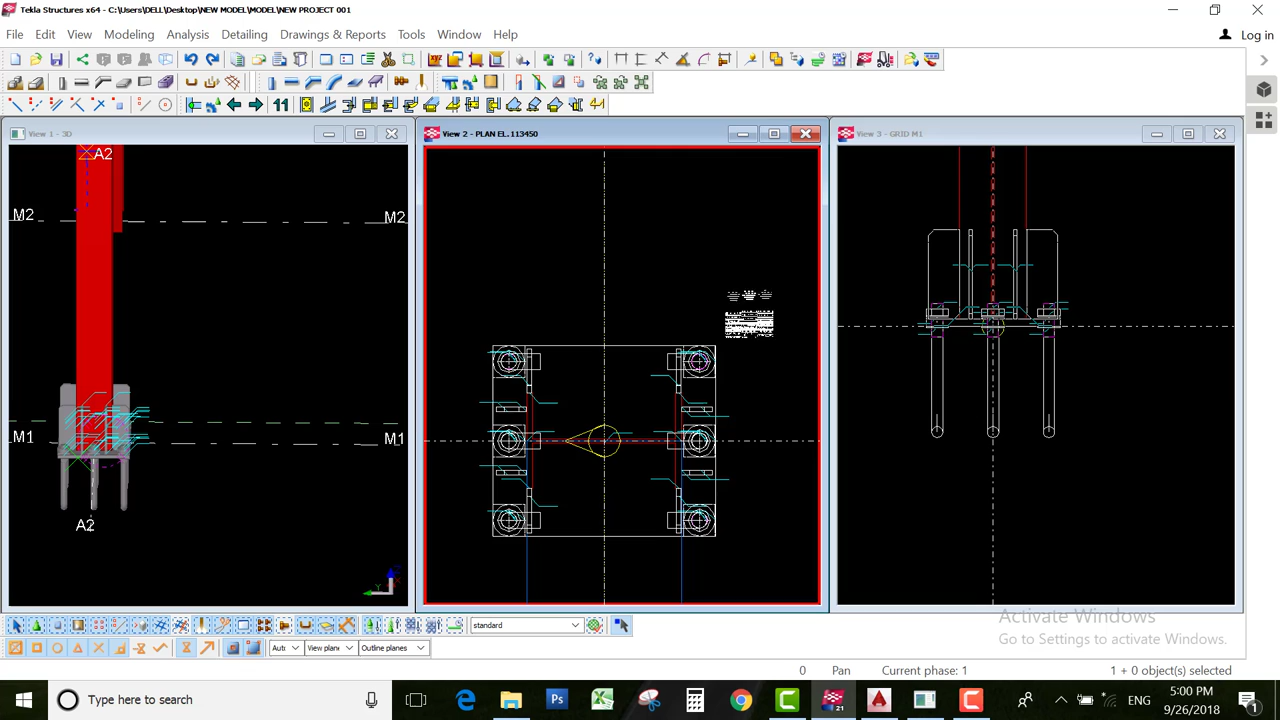 Tekla Structures x64 - C:\Users\DELL\Desktop\NEW MODEL\MODEL\NEW PROJECT 001
File Edit View Modeling Analysis Detailing Drawings & Reports Tools Window Help
Log in
View 1 - 3D
View 2 - PLAN EL. 113450
View 3 - GRID M1
A2
M2 M2
M1 M1
A2
Activate Windows
Go to Settings to activate Windows.
standard
Auto View plane Outline planes
0 Pan Current phase: 1 1 + 0 object(s) selected
Type here to search
21
ENG
5:00 PM
9/26/2018
1